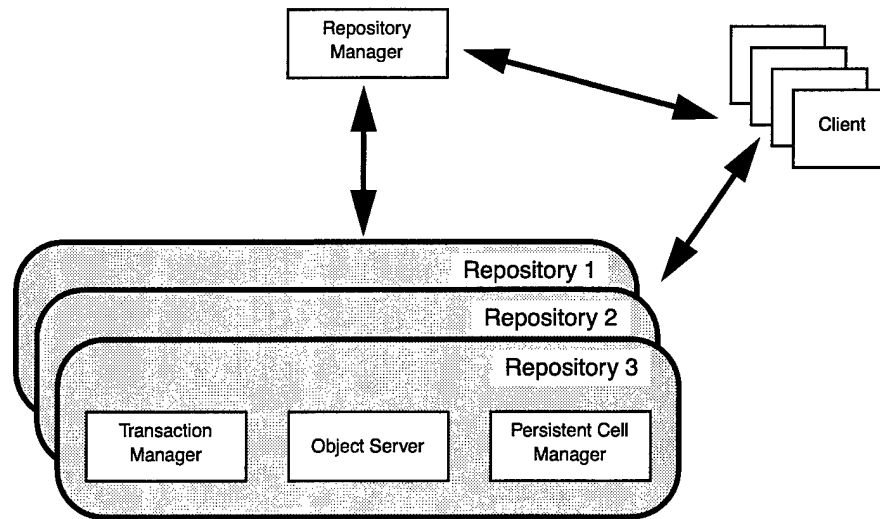 Repository
Manager
Client
Repository 1
Repository 2
Repository 3
Transaction
Manager
Object Server
Persistent Cell
Manager